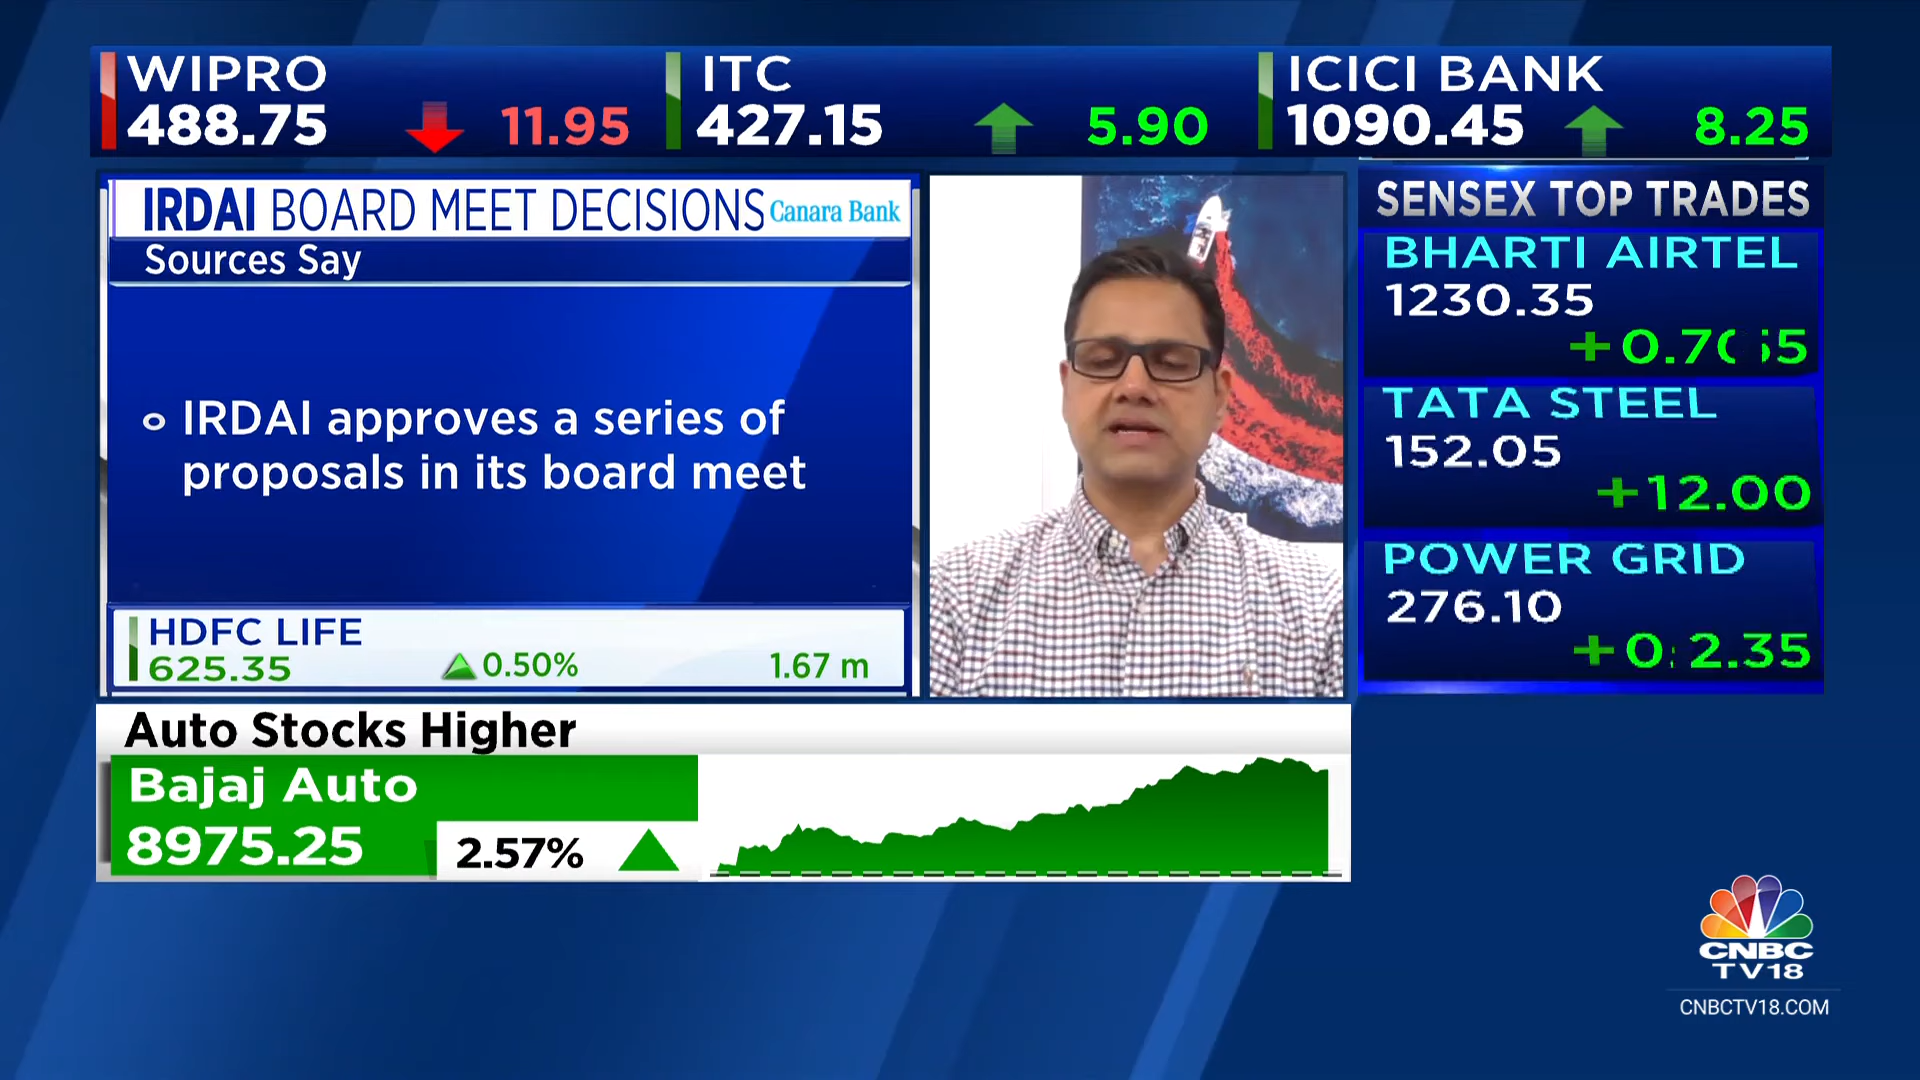 WIPRO
488.75 11.95
ITC
427.15 5.90
ICICI BANK
1090.45 8.25
IRDAI BOARD MEET DECISIONS Canara Bank
Sources Say
IRDAI approves a series of
proposals in its board meet
HDFC LIFE
625.35 0.50% 1.67 m
SENSEX TOP TRADES
BHARTI AIRTEL
1230.35
TATA STEEL
152.05
+12.00
POWER GRID
276.10
Auto Stocks Higher
Bajaj Auto
8975.25 2.57%
CNBC
TV18
CNBCTV18.COM